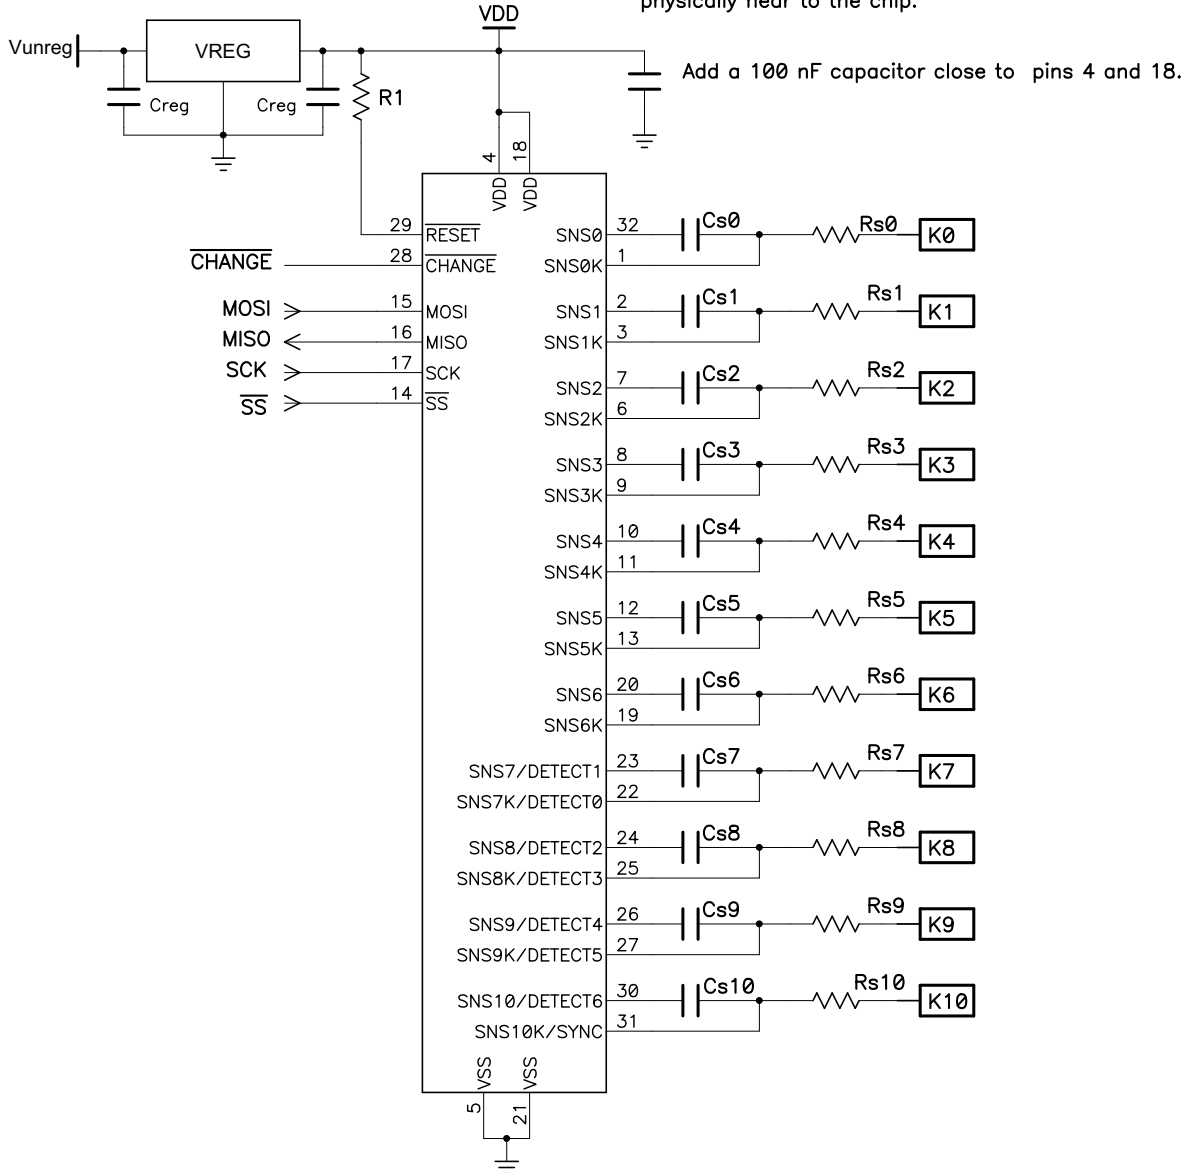 physically near to the chip.
VDD
Vunreg
VREG
Add a 100 nF capacitor close to pins 4 and 18.
Creg
Creg
R1
4
18
VDD
VDD
29
RESET
SNS0
32
Cs0
Rs0
K0
CHANGE
28
CHANGE
SNS0K
1
MOSI
15
MOSI
SNS1
2
Cs1
Rs1
K1
MISO
16
MISO
SNS1K
3
SCK
17
SCK
SNS2
7
Cs2
Rs2
K2
SS
14
SS
SNS2K
6
SNS3
8
Cs3
Rs3
K3
SNS3K
9
SNS4
10
Cs4
Rs4
K4
SNS4K
11
SNS5
12
Cs5
Rs5
K5
SNS5K
13
SNS6
20
Cs6
Rs6
K6
SNS6K
19
SNS7/DETECT1
23
Cs7
Rs7
K7
SNS7K/DETECT0
22
SNS8/DETECT2
24
Cs8
Rs8
K8
SNS8K/DETECT3
25
SNS9/DETECT4
26
Cs9
Rs9
K9
SNS9K/DETECT5
27
SNS10/DETECT6
30
Cs10
Rs10
K10
SNS10K/SYNC
31
VSS
VSS
5
21